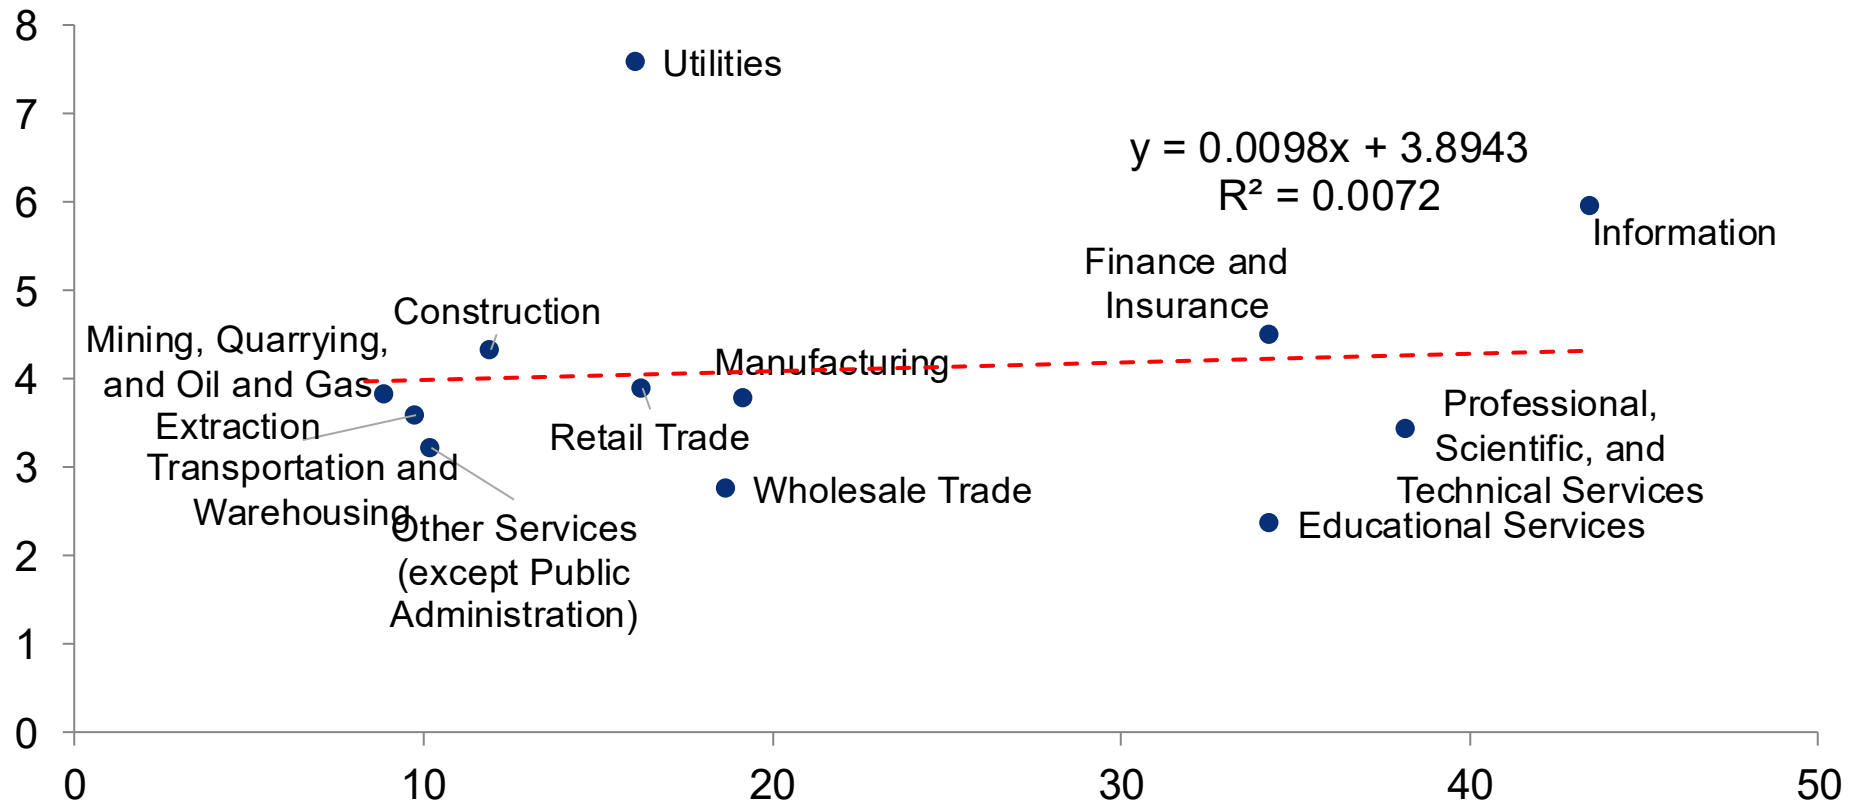 8
7
6
5
4
3
2
1
0
0
10
20
30
40
50
Utilities
y = 0.0098x + 3.8943
R² = 0.0072
Information
Finance and
Insurance
Construction
Mining, Quarrying,
and Oil and Gas
Extraction
Manufacturing
Retail Trade
Transportation and
Warehousing
Wholesale Trade
Professional,
Scientific, and
Technical Services
Educational Services
Other Services
(except Public
Administration)